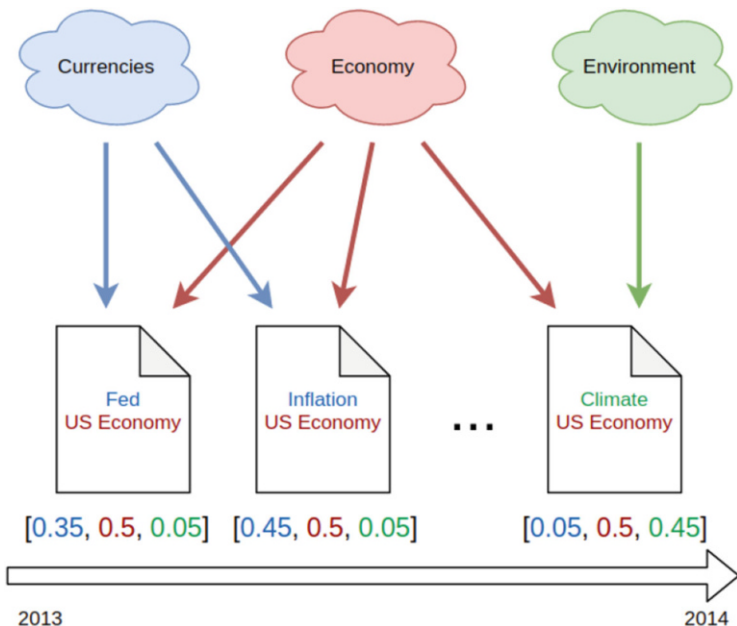 Currencies
Economy
Environment
Fed
US Economy
Inflation
US Economy
...
Climate
US Economy
[0.35, 0.5, 0.05]
[0.45, 0.5, 0.05]
[0.05, 0.5, 0.45]
2013
2014